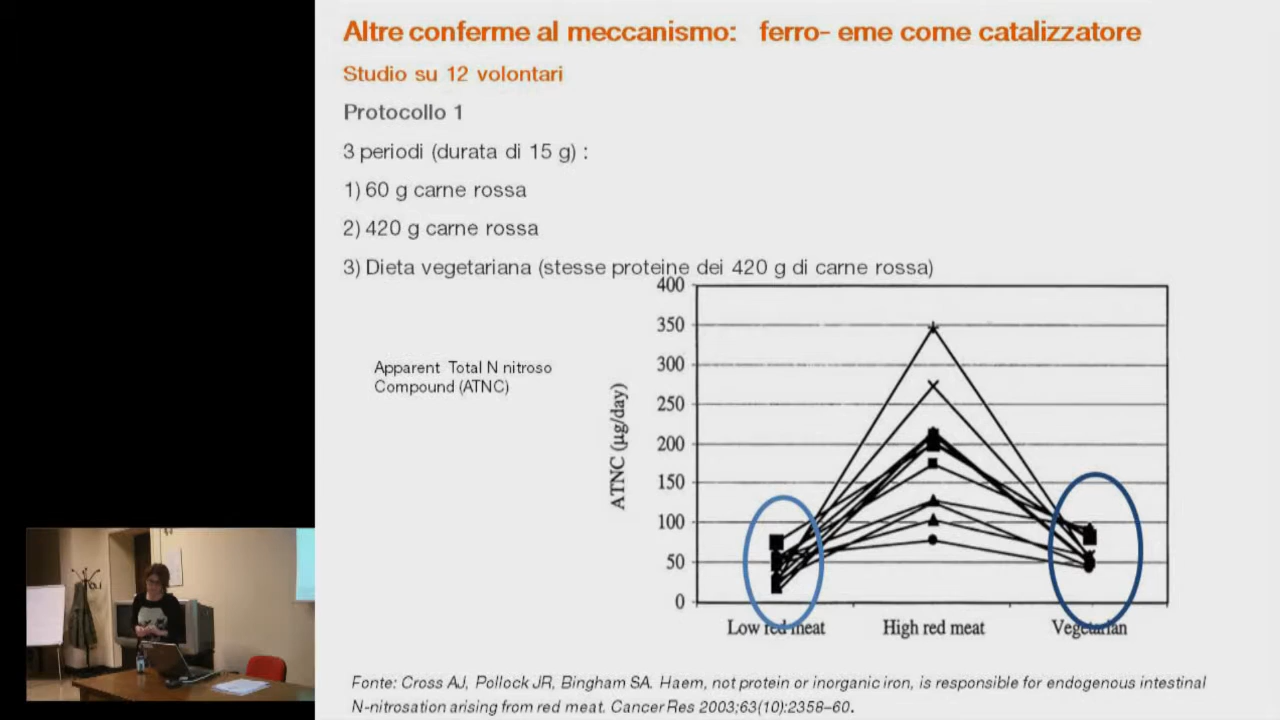 Altre conferme al meccanismo: ferro- eme come catalizzatore
Studio su 12 volontari
Protocollo 1
3 periodi (durata di 15 g) :
1) 60 g carne rossa
2) 420 g carne rossa
3) Dieta vegetariana (stesse proteine dei 420 g di carne rossa)
Apparent Total N nitroso
Compound (ATNC)
ATNC (µg/day)
400
350
300
250
200
150
100
50
0
Low red meat
High red meat
Vegetarian
Fonte: Cross AJ, Pollock JR, Bingham SA. Haem, not protein or inorganic iron, is responsible for endogenous intestinal
N-nitrosation arising from red meat. Cancer Res 2003;63(10):2358–60.